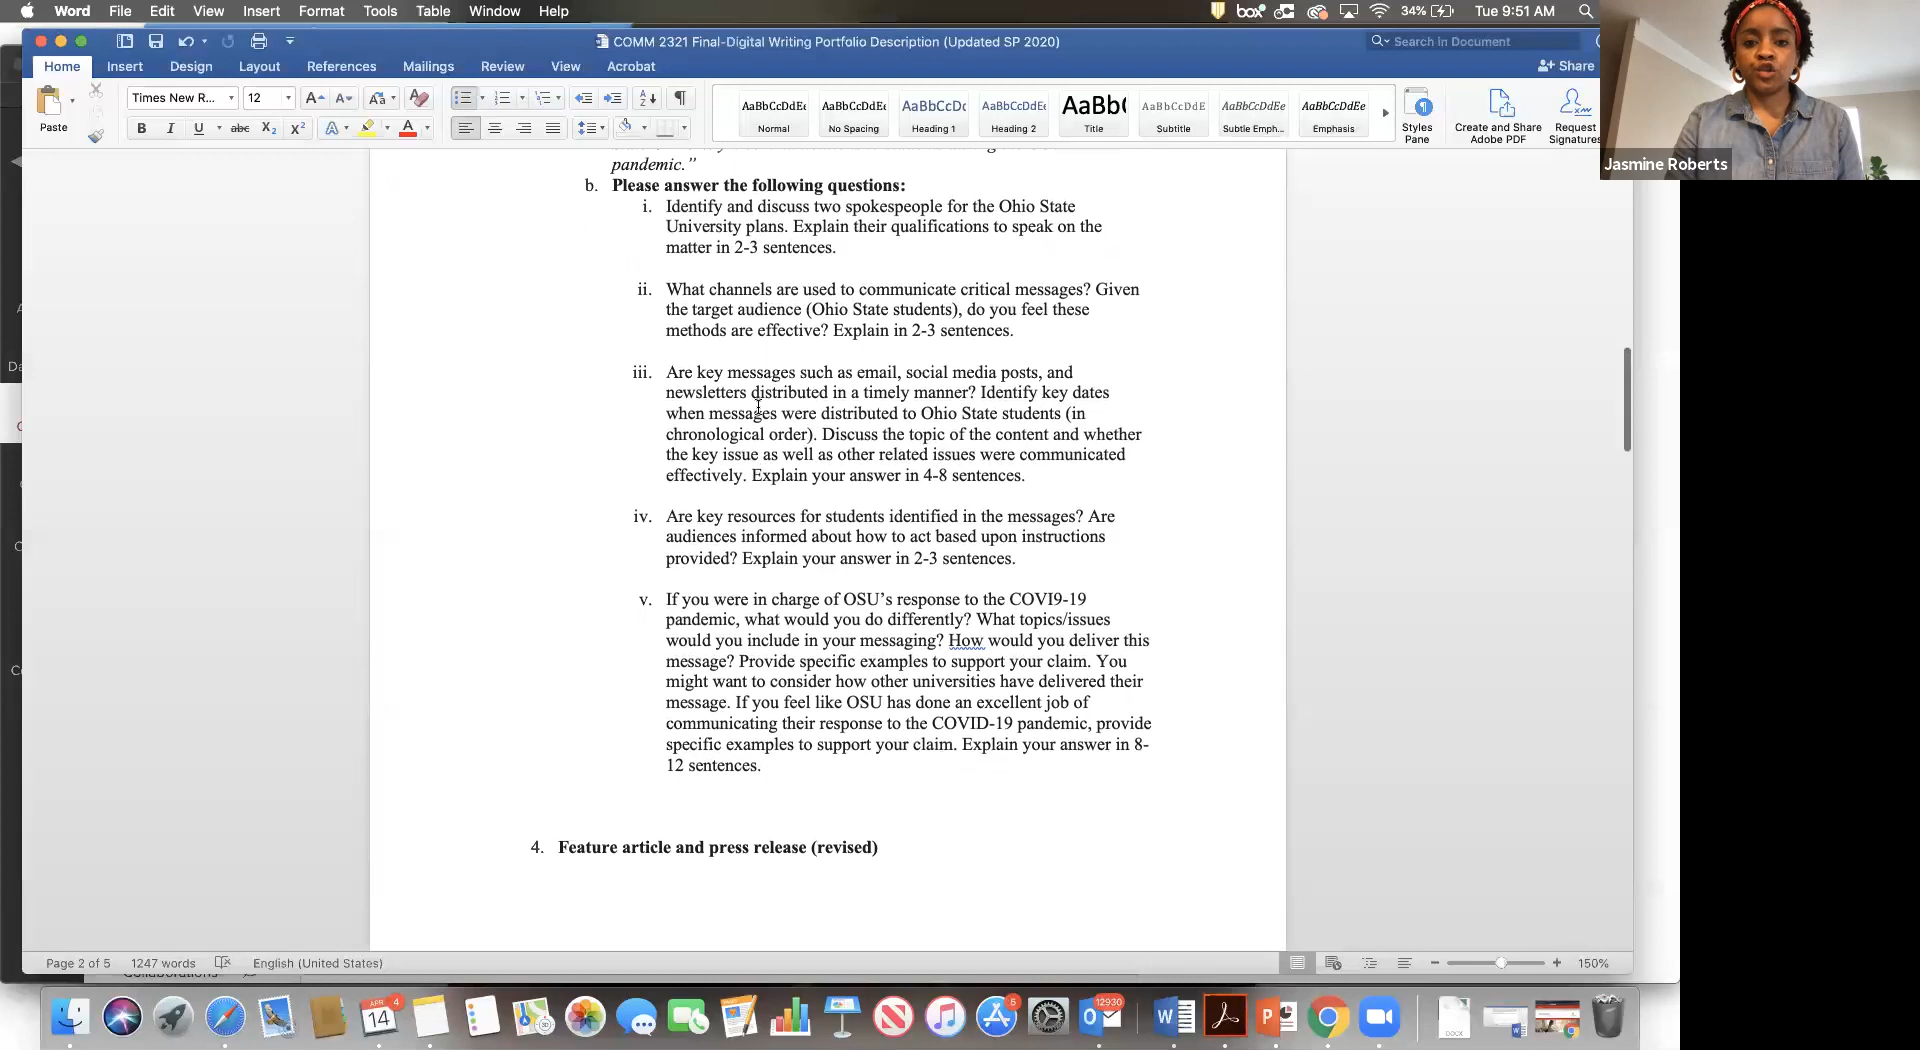 Word File Edit View Insert Format Tools Table Window Help
box 34% Tue 9:51 AM
COMM 2321 Final-Digital Writing Portfolio Description (Updated SP 2020)
Search in Document
Home Insert Design Layout References Mailings Review View Acrobat
Share
Paste
Times New R... 12
AaBbCcDdEe Normal
AaBbCcDdEe No Spacing
AaBbCcDc Heading 1
AaBbCcDdEe Heading 2
AaBb( Title
AaBbCcDdE Subtitle
AaBbCcDdEe Subtle Emph...
AaBbCcDdEe Emphasis
Styles Pane
Create and Share Adobe PDF
Request Signatures
Jasmine Roberts
pandemic.”
b. Please answer the following questions:
i. Identify and discuss two spokespeople for the Ohio State
University plans. Explain their qualifications to speak on the
matter in 2-3 sentences.
ii. What channels are used to communicate critical messages? Given
the target audience (Ohio State students), do you feel these
methods are effective? Explain in 2-3 sentences.
iii. Are key messages such as email, social media posts, and
newsletters distributed in a timely manner? Identify key dates
when messages were distributed to Ohio State students (in
chronological order). Discuss the topic of the content and whether
the key issue as well as other related issues were communicated
effectively. Explain your answer in 4-8 sentences.
iv. Are key resources for students identified in the messages? Are
audiences informed about how to act based upon instructions
provided? Explain your answer in 2-3 sentences.
v. If you were in charge of OSU’s response to the COVI9-19
pandemic, what would you do differently? What topics/issues
would you include in your messaging? How would you deliver this
message? Provide specific examples to support your claim. You
might want to consider how other universities have delivered their
message. If you feel like OSU has done an excellent job of
communicating their response to the COVID-19 pandemic, provide
specific examples to support your claim. Explain your answer in 8-
12 sentences.
4. Feature article and press release (revised)
Page 2 of 5 1247 words English (United States) 150%
APR 14
4
5
12930
DOCX